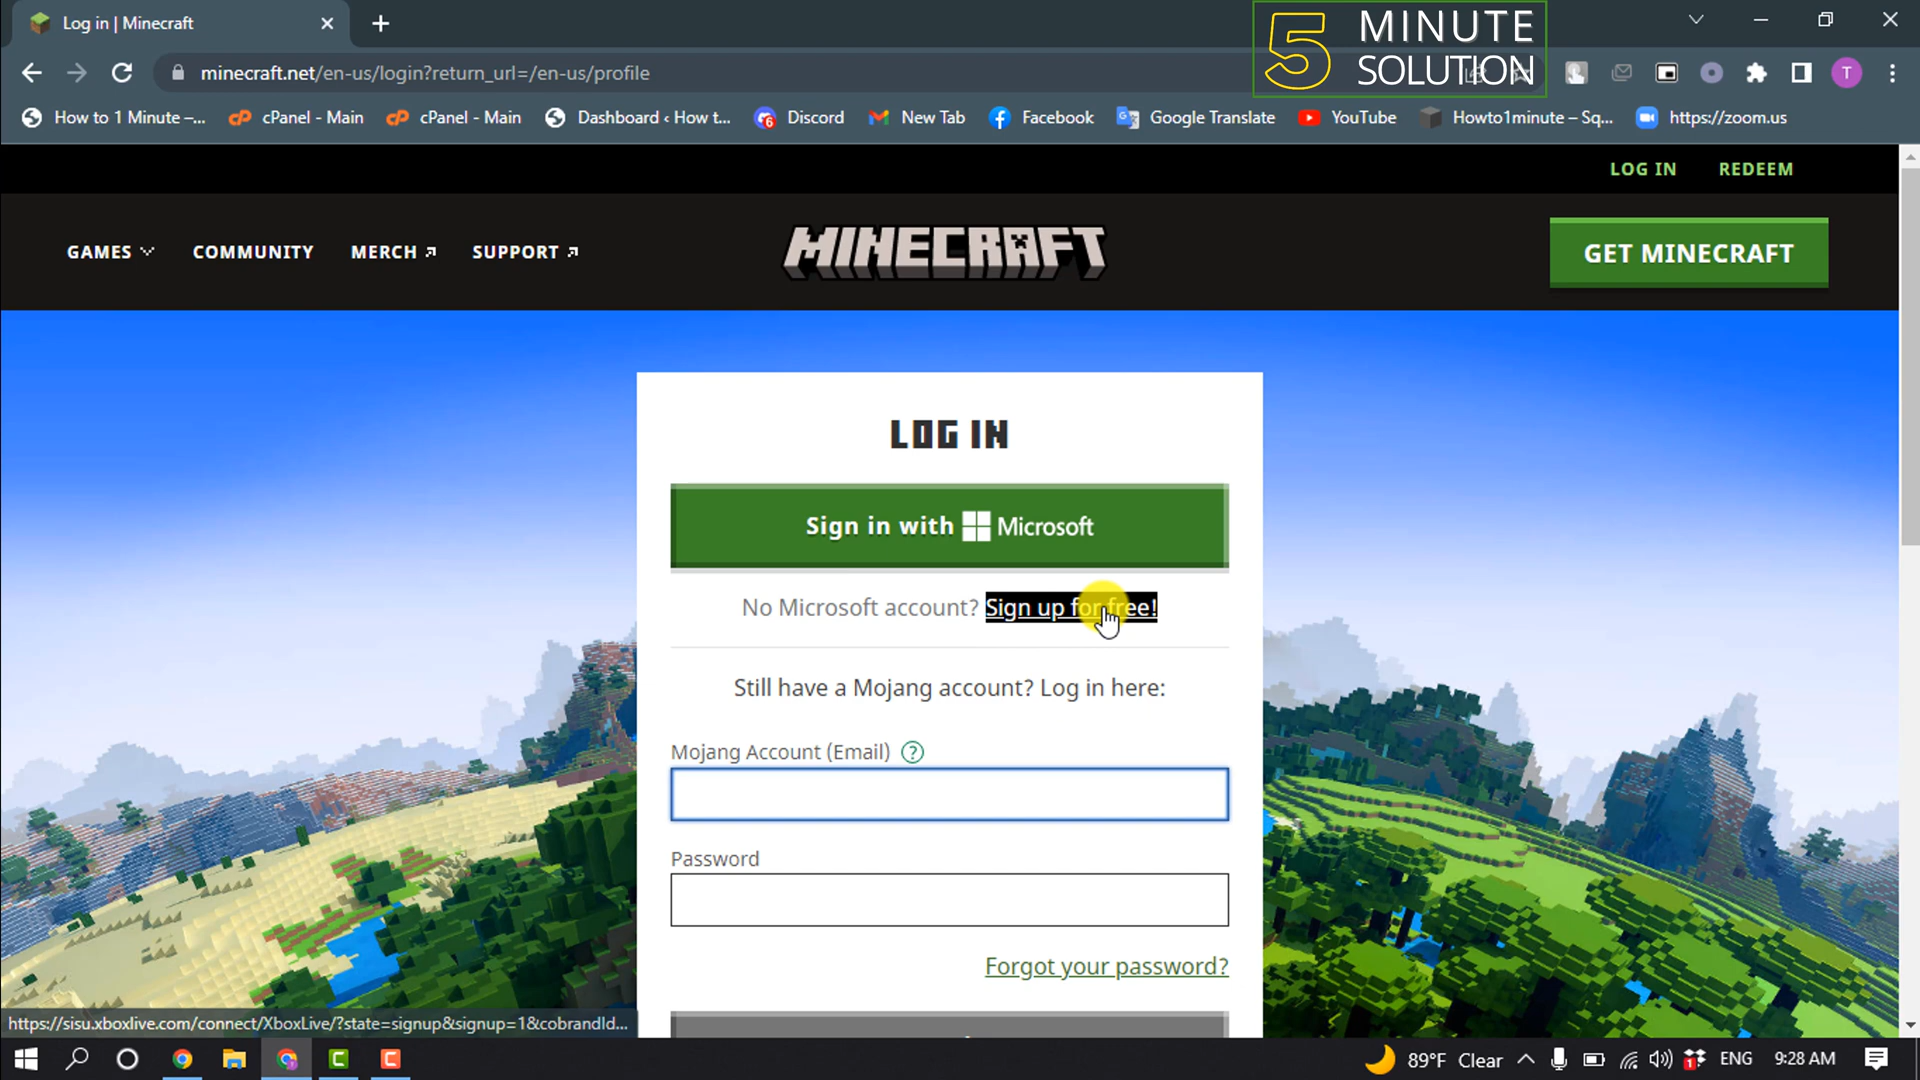 Log in | Minecraft
5 MINUTE SOLUTION
minecraft.net/en-us/login?return_url=/en-us/profile
T
How to 1 Minute –...
cPanel - Main
cPanel - Main
Dashboard ‹ How t...
Discord
New Tab
Facebook
Google Translate
YouTube
Howto1minute – Sq...
https://zoom.us
LOG IN
REDEEM
GAMES
COMMUNITY
MERCH
SUPPORT
MINECRAFT
GET MINECRAFT
LOG IN
Sign in with Microsoft
No Microsoft account? Sign up for free!
Still have a Mojang account? Log in here:
Mojang Account (Email) ?
Password
Forgot your password?
https://sisu.xboxlive.com/connect/XboxLive/?state=signup&signup=1&cobrandId...
89°F Clear
ENG
9:28 AM